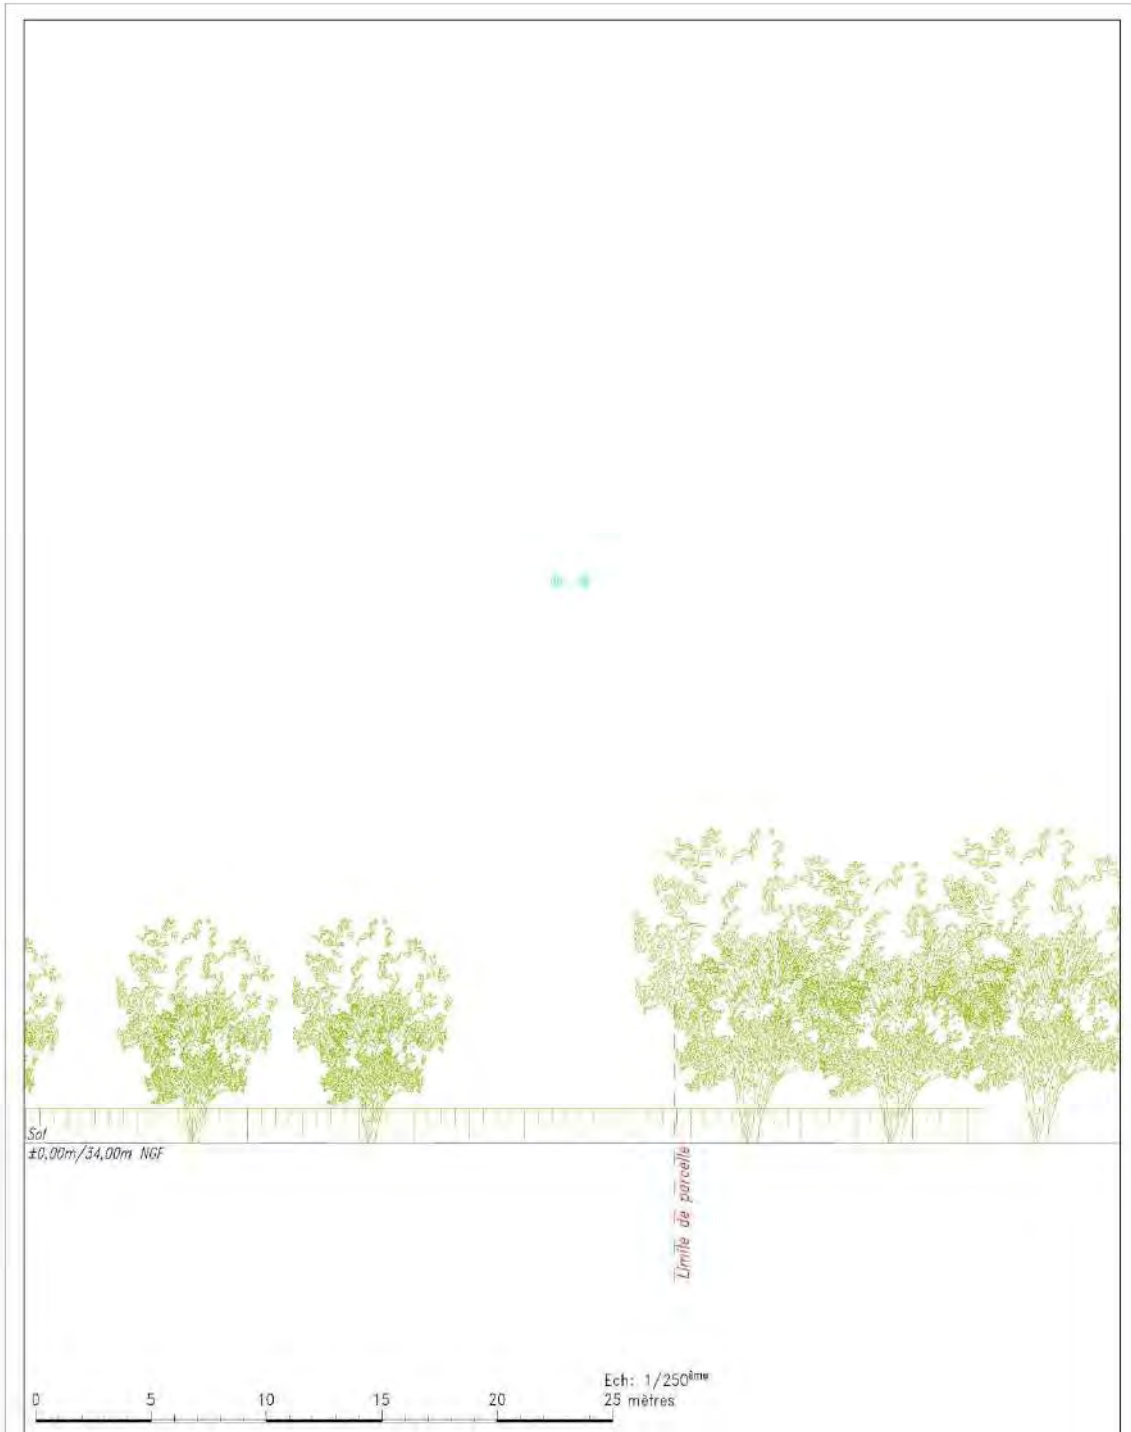 Sol
±0,00m/34,00m NGF
Limite de parcelle
Ech: 1/250ème
0 5 10 15 20 25 mètres